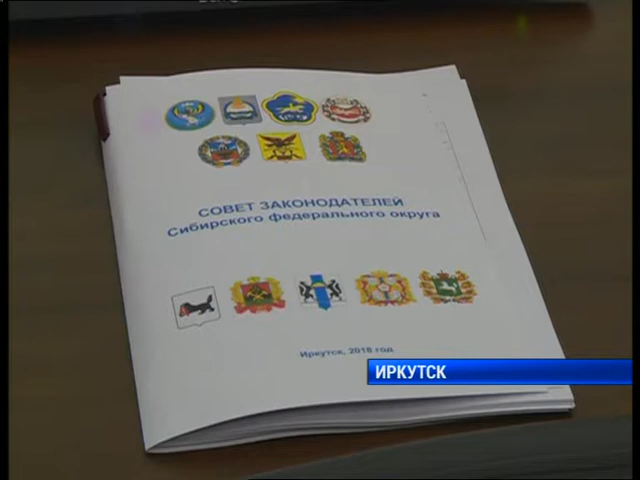 СОВЕТ ЗАКОНОДАТЕЛЕЙ
Сибирского федерального округа
Иркутск, 2018 год
ИРКУТСК